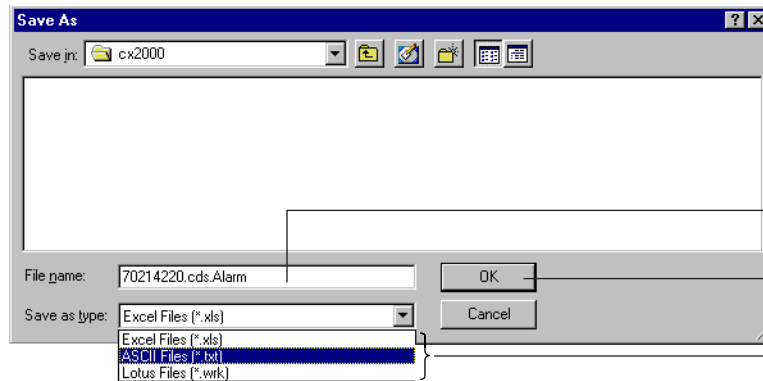 Save As
Save in: cx2000
File name: 70214220.cds.Alarm OK
Save as type: Excel Files (*.xls) Cancel
Excel Files (*.xls)
ASCII Files (*.txt)
Lotus Files (*.wrk)